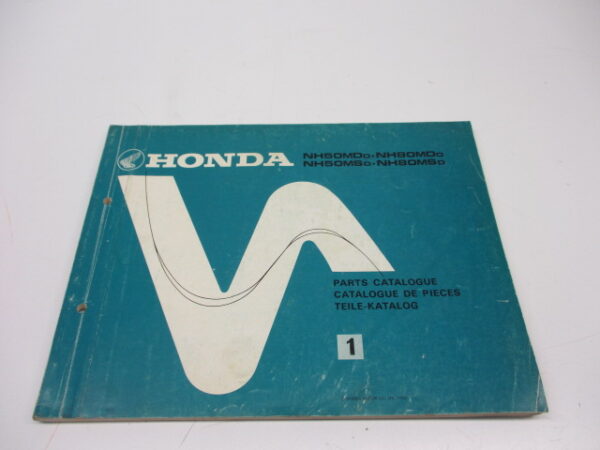 HONDA
NH50MDD·NH80MDD
NH50MSD·NH80MSD
PARTS CATALOGUE
CATALOGUE DE PIECES
TEILE-KATALOG
1